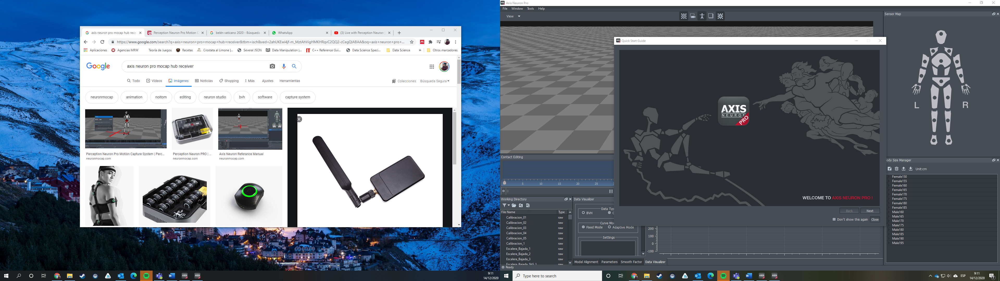 axis neuron pro mocap hub rece
Perception Neuron Pro Motion C
belén vaticano 2020 - Búsqueda
WhatsApp
(3) Live with Perception Neuron |
https://www.google.com/search?q=axis+neuron+pro+mocap+hub+receiver&tbm=isch&ved=2ahUKEwi4jf-m_MztAhVigHMKHRqvC2QQ2-cCegQIABAA&oq=axis+neuron+pro+...
Aplicaciones
Agencias MRW
Teoría de Juegos
Recetas
Crostata al Limone |...
Several JSON
Data Manipulation |...
C++ Reference Gui...
Data Science Speci...
Data Science
»
Otros marcadores
Google
axis neuron pro mocap hub receiver
Todo
Vídeos
Imágenes
Noticias
Shopping
Más
Ajustes
Herramientas
Colecciones
Búsqueda Segura
neuronmocap
animation
noitom
editing
neuron studio
bvh
software
capture system
Perception Neuron Pro Motion Capture System | Perc...
neuronmocap.com
Perception Neuron PRO | ...
neuronmocap.com
Axis Neuron Referance Manual
neuronmocap.com
9:11
14/12/2020
Axis Neuron Pro
File Window Tools Help
View
Quick Start Guide
AXIS
NEURON
PRO
WELCOME TO AXIS NEURON PRO !
Back
Next
Don't show this again
Close
Sensor Map
L
R
Contact Editing
5 10 15 20 25
0
Working Directory
File Name Type
Calibracion_01 raw
Calibracion_02 raw
Calibracion_03 raw
Calibracion_04 raw
Calibracion_05 raw
Calibracion_1 raw
Escalera_Bajada_1 raw
Escalera_Bajada_2 raw
Escalera_Bajada_3 raw
Escalera_Bajada_SbS_1 raw
Data Visualizer
Data Typ
BVH
C
Curve Mo
Fixed Mode
Adaptive Mode
Settings
200
100
0
-100
Model Alignment
Parameters
Smooth Factor
Data Visualizer
ody Size Manager
Unit:cm
Female150
Female155
Female160
Female165
Female170
Female175
Female180
Female185
Male160
Male165
Male170
Male175
Male180
Male185
Male190
Male195
Ready
Type here to search
ESP
9:11
14/12/2020
7